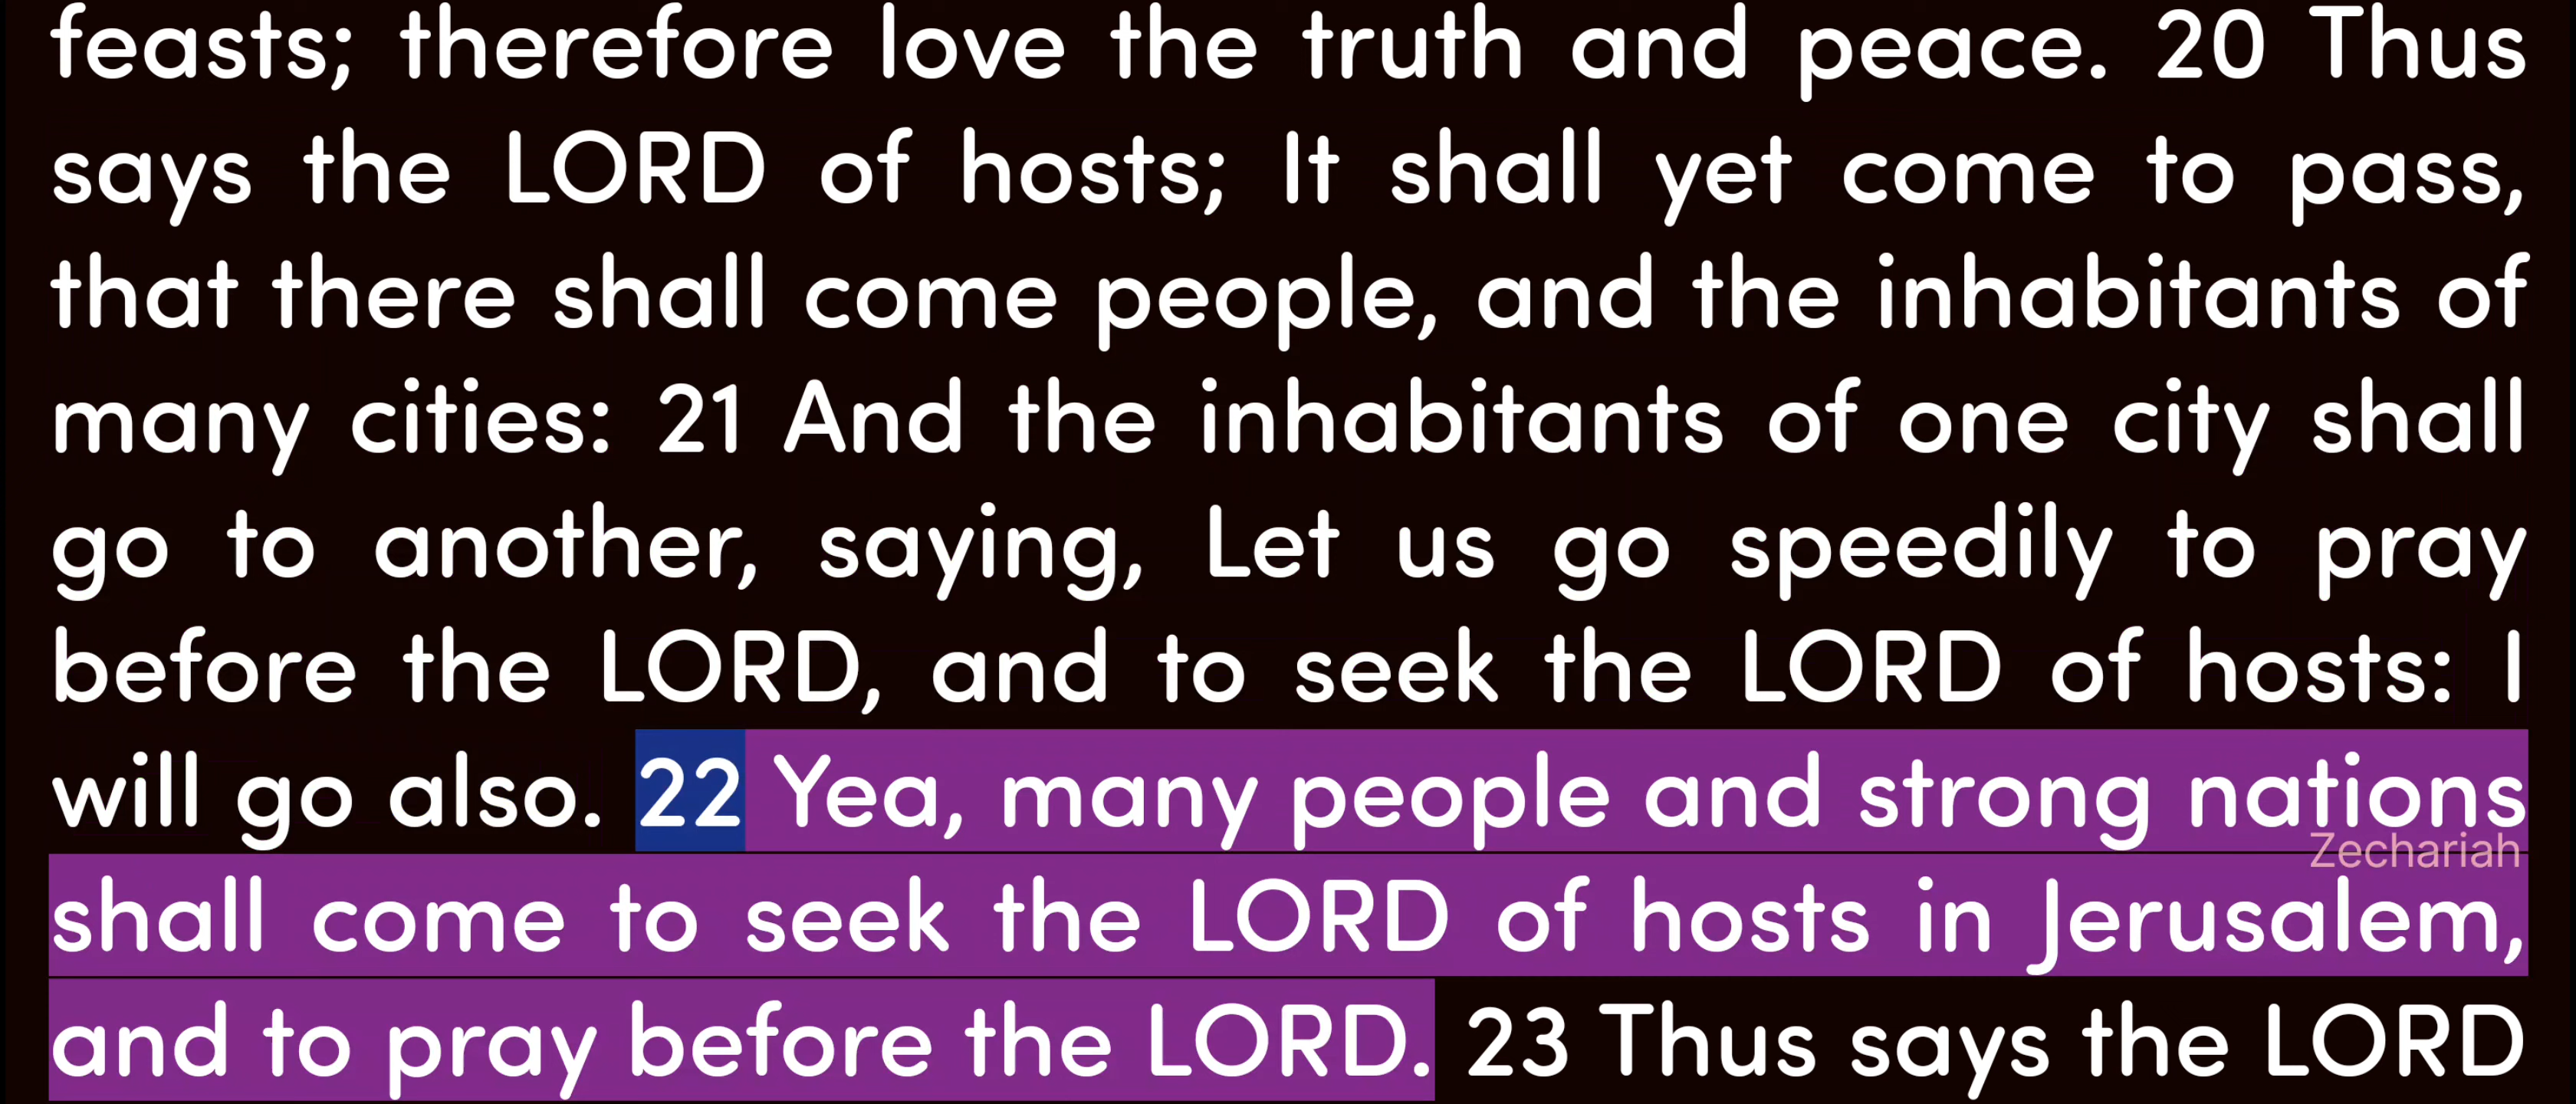 feasts; therefore love the truth and peace. 20 Thus
says the LORD of hosts; It shall yet come to pass,
that there shall come people, and the inhabitants of
many cities: 21 And the inhabitants of one city shall
go to another, saying, Let us go speedily to pray
before the LORD, and to seek the LORD of hosts: I
will go also. 22 Yea, many people and strong nations
Zechariah
shall come to seek the LORD of hosts in Jerusalem,
and to pray before the LORD. 23 Thus says the LORD